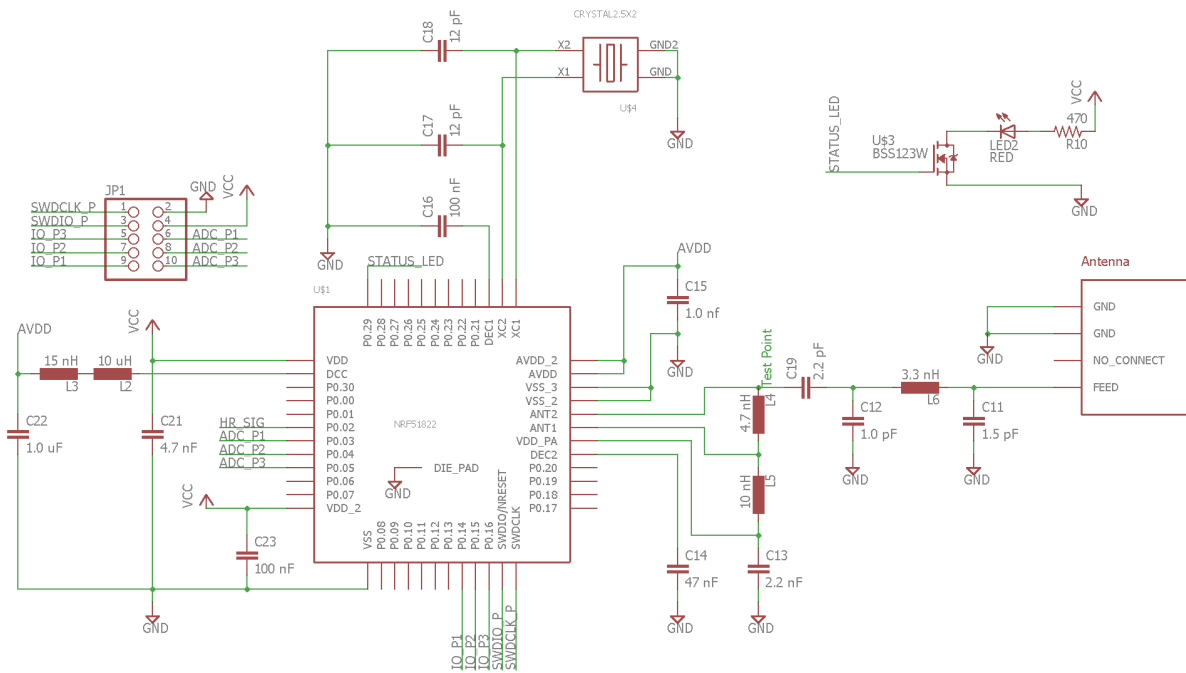 CRYSTAL2.5X2
C18
12 pF
X2
GND2
X1
GND
U$4
GND
C17
12 pF
C16
100 nF
GND
STATUS_LED
STATUS_LED
U$3
BSS123W
LED2
RED
470
R10
VCC
GND
JP1
GND
VCC
SWDCLK_P
1
2
SWDIO_P
3
4
IO_P3
5
6
ADC_P1
IO_P2
7
8
ADC_P2
IO_P1
9
10
ADC_P3
U$1
P0.29
P0.28
P0.27
P0.26
P0.25
P0.24
P0.23
P0.22
P0.21
DEC1
XC2
XC1
AVDD
C15
1.0 nf
GND
AVDD
15 nH
L3
10 uH
L2
VCC
C22
1.0 uF
C21
4.7 nF
HR_SIG
ADC_P1
ADC_P2
ADC_P3
VCC
C23
100 nF
GND
VDD
DCC
P0.30
P0.00
P0.01
P0.02
P0.03
P0.04
P0.05
P0.06
P0.07
VDD_2
NRF51822
DIE_PAD
GND
AVDD_2
AVDD
VSS_3
VSS_2
ANT2
ANT1
VDD_PA
DEC2
P0.20
P0.19
P0.18
P0.17
VSS
P0.08
P0.09
P0.10
P0.11
P0.12
P0.13
P0.14
P0.15
P0.16
SWDIO/NRESET
SWDCLK
IO_P1
IO_P2
IO_P3
SWDIO_P
SWDCLK_P
Test Point
4.7 nH
L4
10 nH
L5
C19
2.2 pF
C14
47 nF
GND
C13
2.2 nF
GND
C12
1.0 pF
GND
3.3 nH
L6
C11
1.5 pF
GND
Antenna
GND
GND
NO_CONNECT
FEED
GND